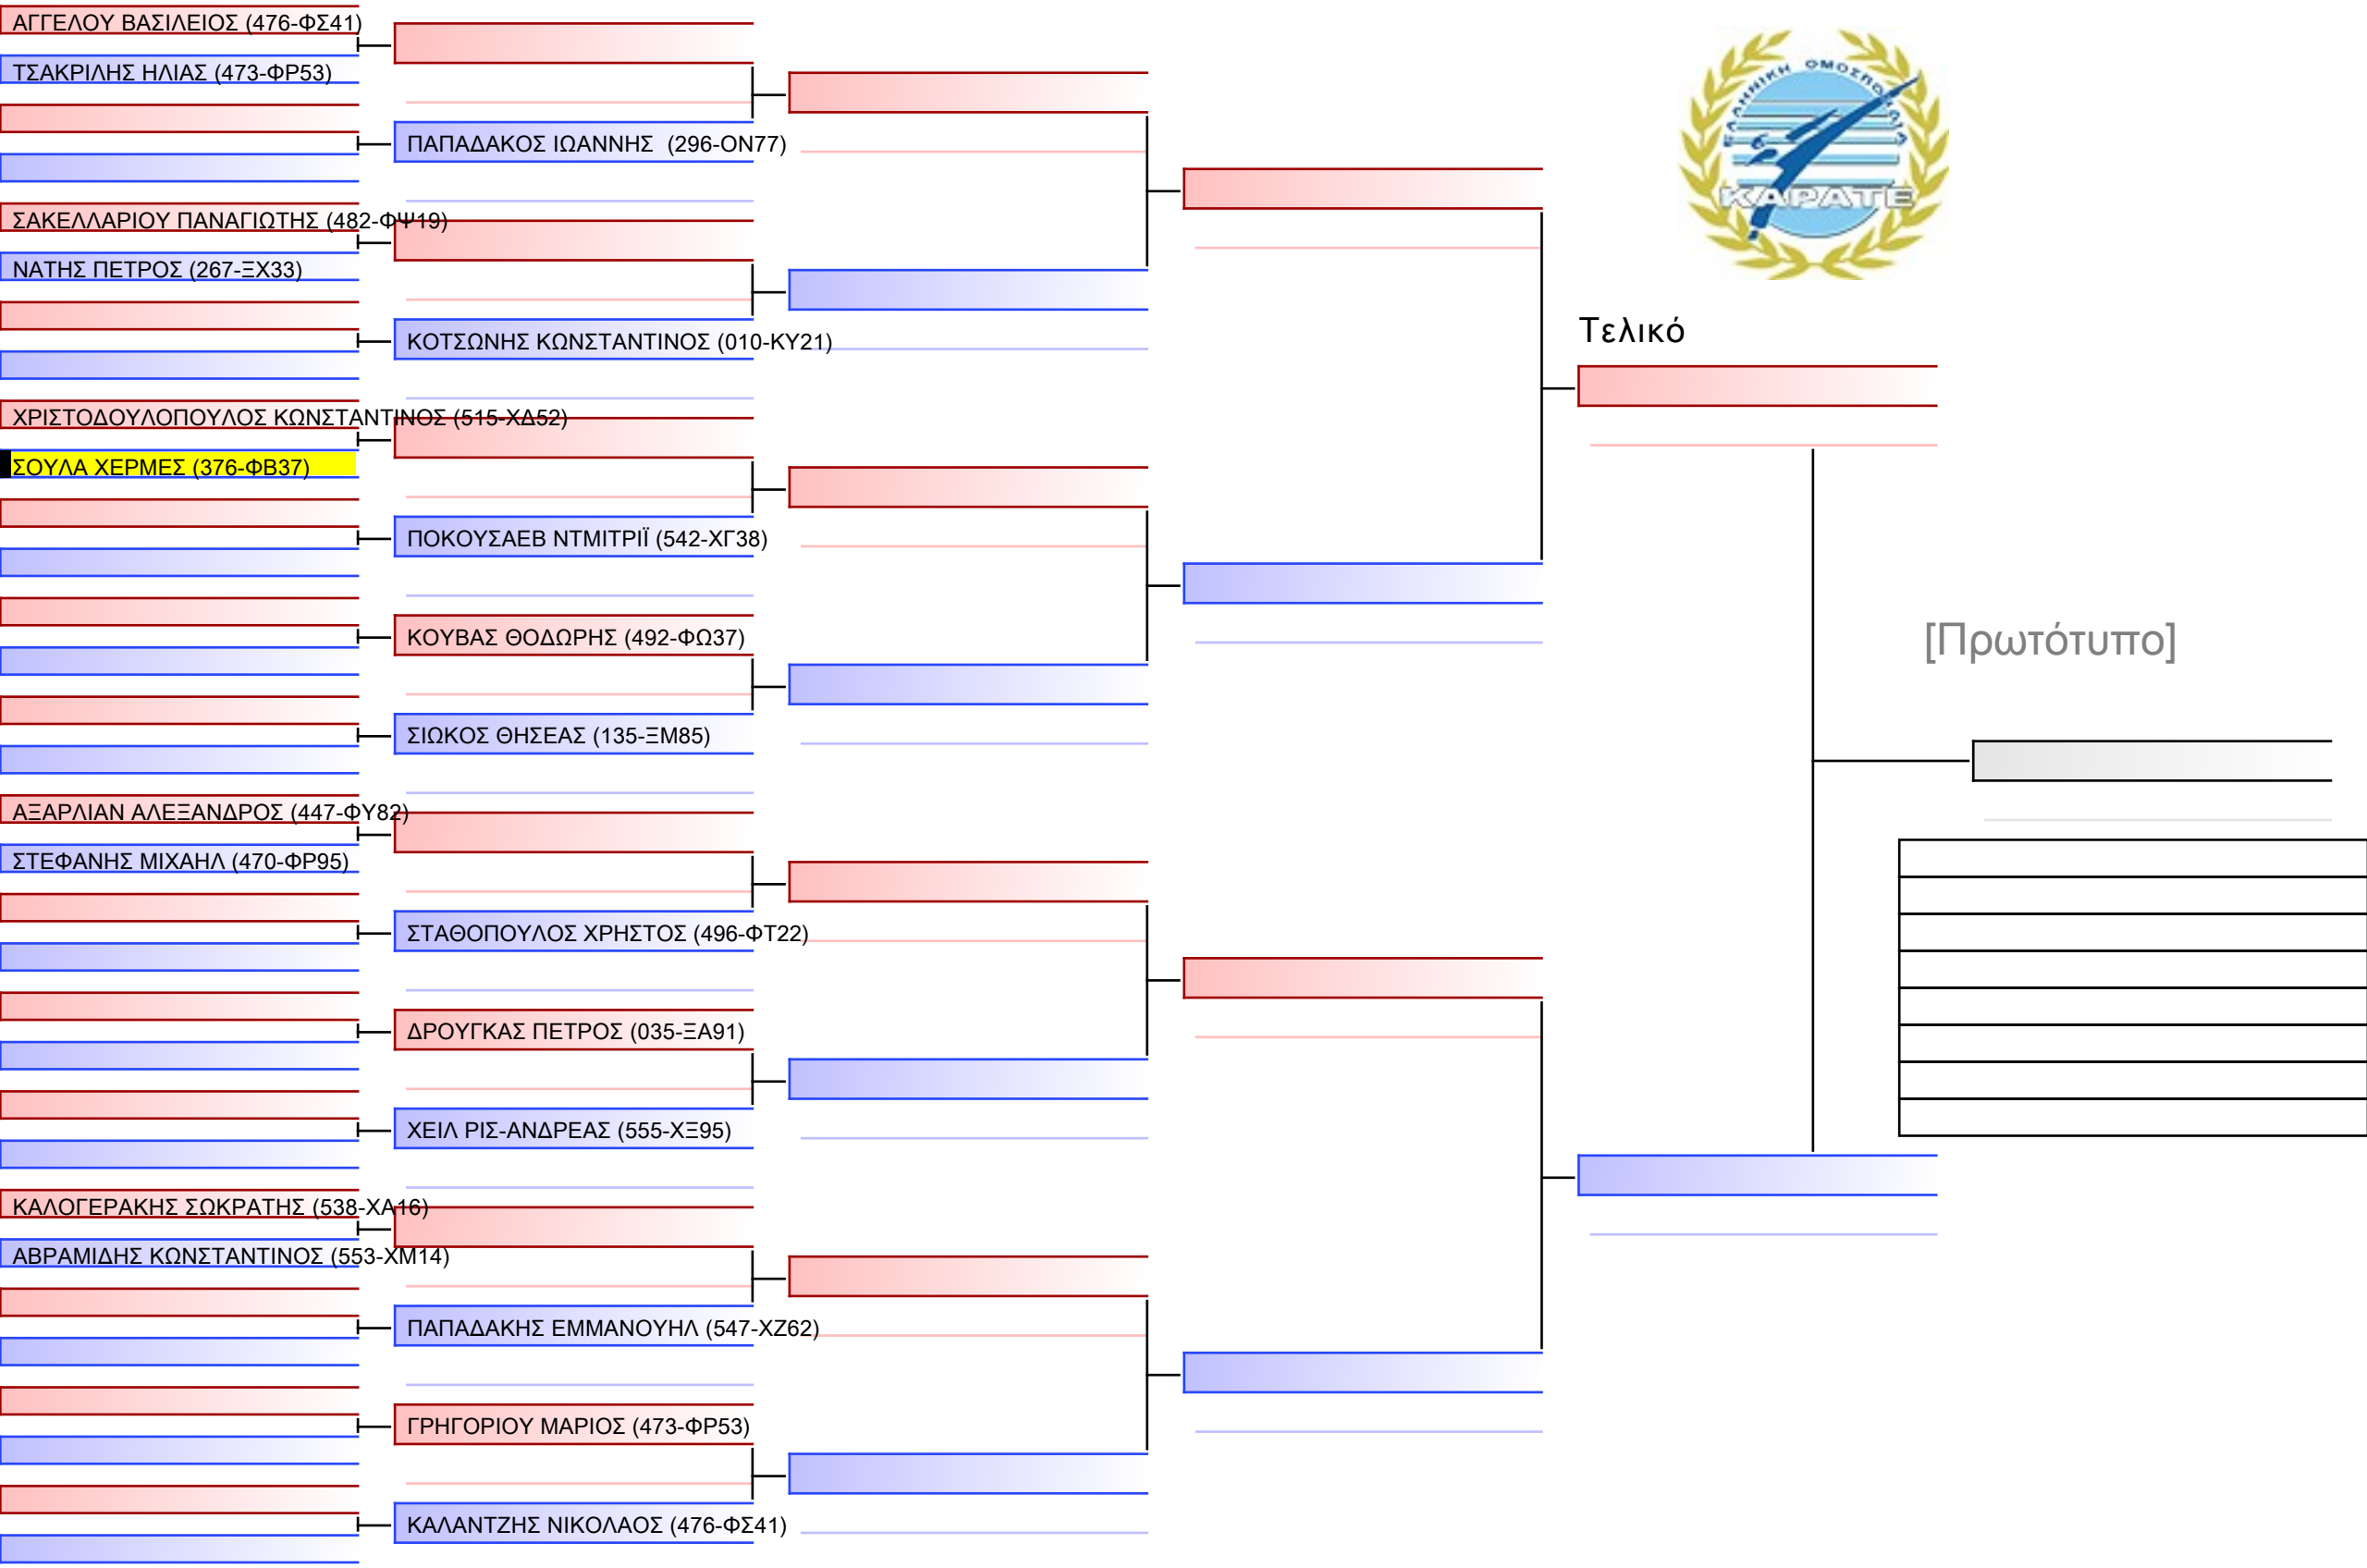 ΑΓΓΕΛΟΥ ΒΑΣΙΛΕΙΟΣ (476-ΦΣ41)
ΤΣΑΚΡΙΛΗΣ ΗΛΙΑΣ (473-ΦΡ53)
ΠΑΠΑΔΑΚΟΣ ΙΩΑΝΝΗΣ (296-ΟΝ77)
ΣΑΚΕΛΛΑΡΙΟΥ ΠΑΝΑΓΙΩΤΗΣ (482-ΦΨ19)
ΝΑΤΗΣ ΠΕΤΡΟΣ (267-ΞΧ33)
ΚΟΤΣΩΝΗΣ ΚΩΝΣΤΑΝΤΙΝΟΣ (010-ΚΥ21)
ΧΡΙΣΤΟΔΟΥΛΟΠΟΥΛΟΣ ΚΩΝΣΤΑΝΤΙΝΟΣ (515-ΧΔ52)
ΣΟΥΛΑ ΧΕΡΜΕΣ (376-ΦΒ37)
ΠΟΚΟΥΣΑΕΒ ΝΤΜΙΤΡΙΪ (542-ΧΓ38)
ΚΟΥΒΑΣ ΘΟΔΩΡΗΣ (492-ΦΩ37)
ΣΙΩΚΟΣ ΘΗΣΕΑΣ (135-ΞΜ85)
ΑΞΑΡΛΙΑΝ ΑΛΕΞΑΝΔΡΟΣ (447-ΦΥ82)
ΣΤΕΦΑΝΗΣ ΜΙΧΑΗΛ (470-ΦΡ95)
ΣΤΑΘΟΠΟΥΛΟΣ ΧΡΗΣΤΟΣ (496-ΦΤ22)
ΔΡΟΥΓΚΑΣ ΠΕΤΡΟΣ (035-ΞΑ91)
ΧΕΙΛ ΡΙΣ-ΑΝΔΡΕΑΣ (555-ΧΞ95)
ΚΑΛΟΓΕΡΑΚΗΣ ΣΩΚΡΑΤΗΣ (538-ΧΑ16)
ΑΒΡΑΜΙΔΗΣ ΚΩΝΣΤΑΝΤΙΝΟΣ (553-ΧΜ14)
ΠΑΠΑΔΑΚΗΣ ΕΜΜΑΝΟΥΗΛ (547-ΧΖ62)
ΓΡΗΓΟΡΙΟΥ ΜΑΡΙΟΣ (473-ΦΡ53)
ΚΑΛΑΝΤΖΗΣ ΝΙΚΟΛΑΟΣ (476-ΦΣ41)
ΕΛΛΗΝΙΚΗ ΟΜΟΣΠΟΝΔΙΑ
ΚΑΡΑΤΕ
Τελικό
[Πρωτότυπο]